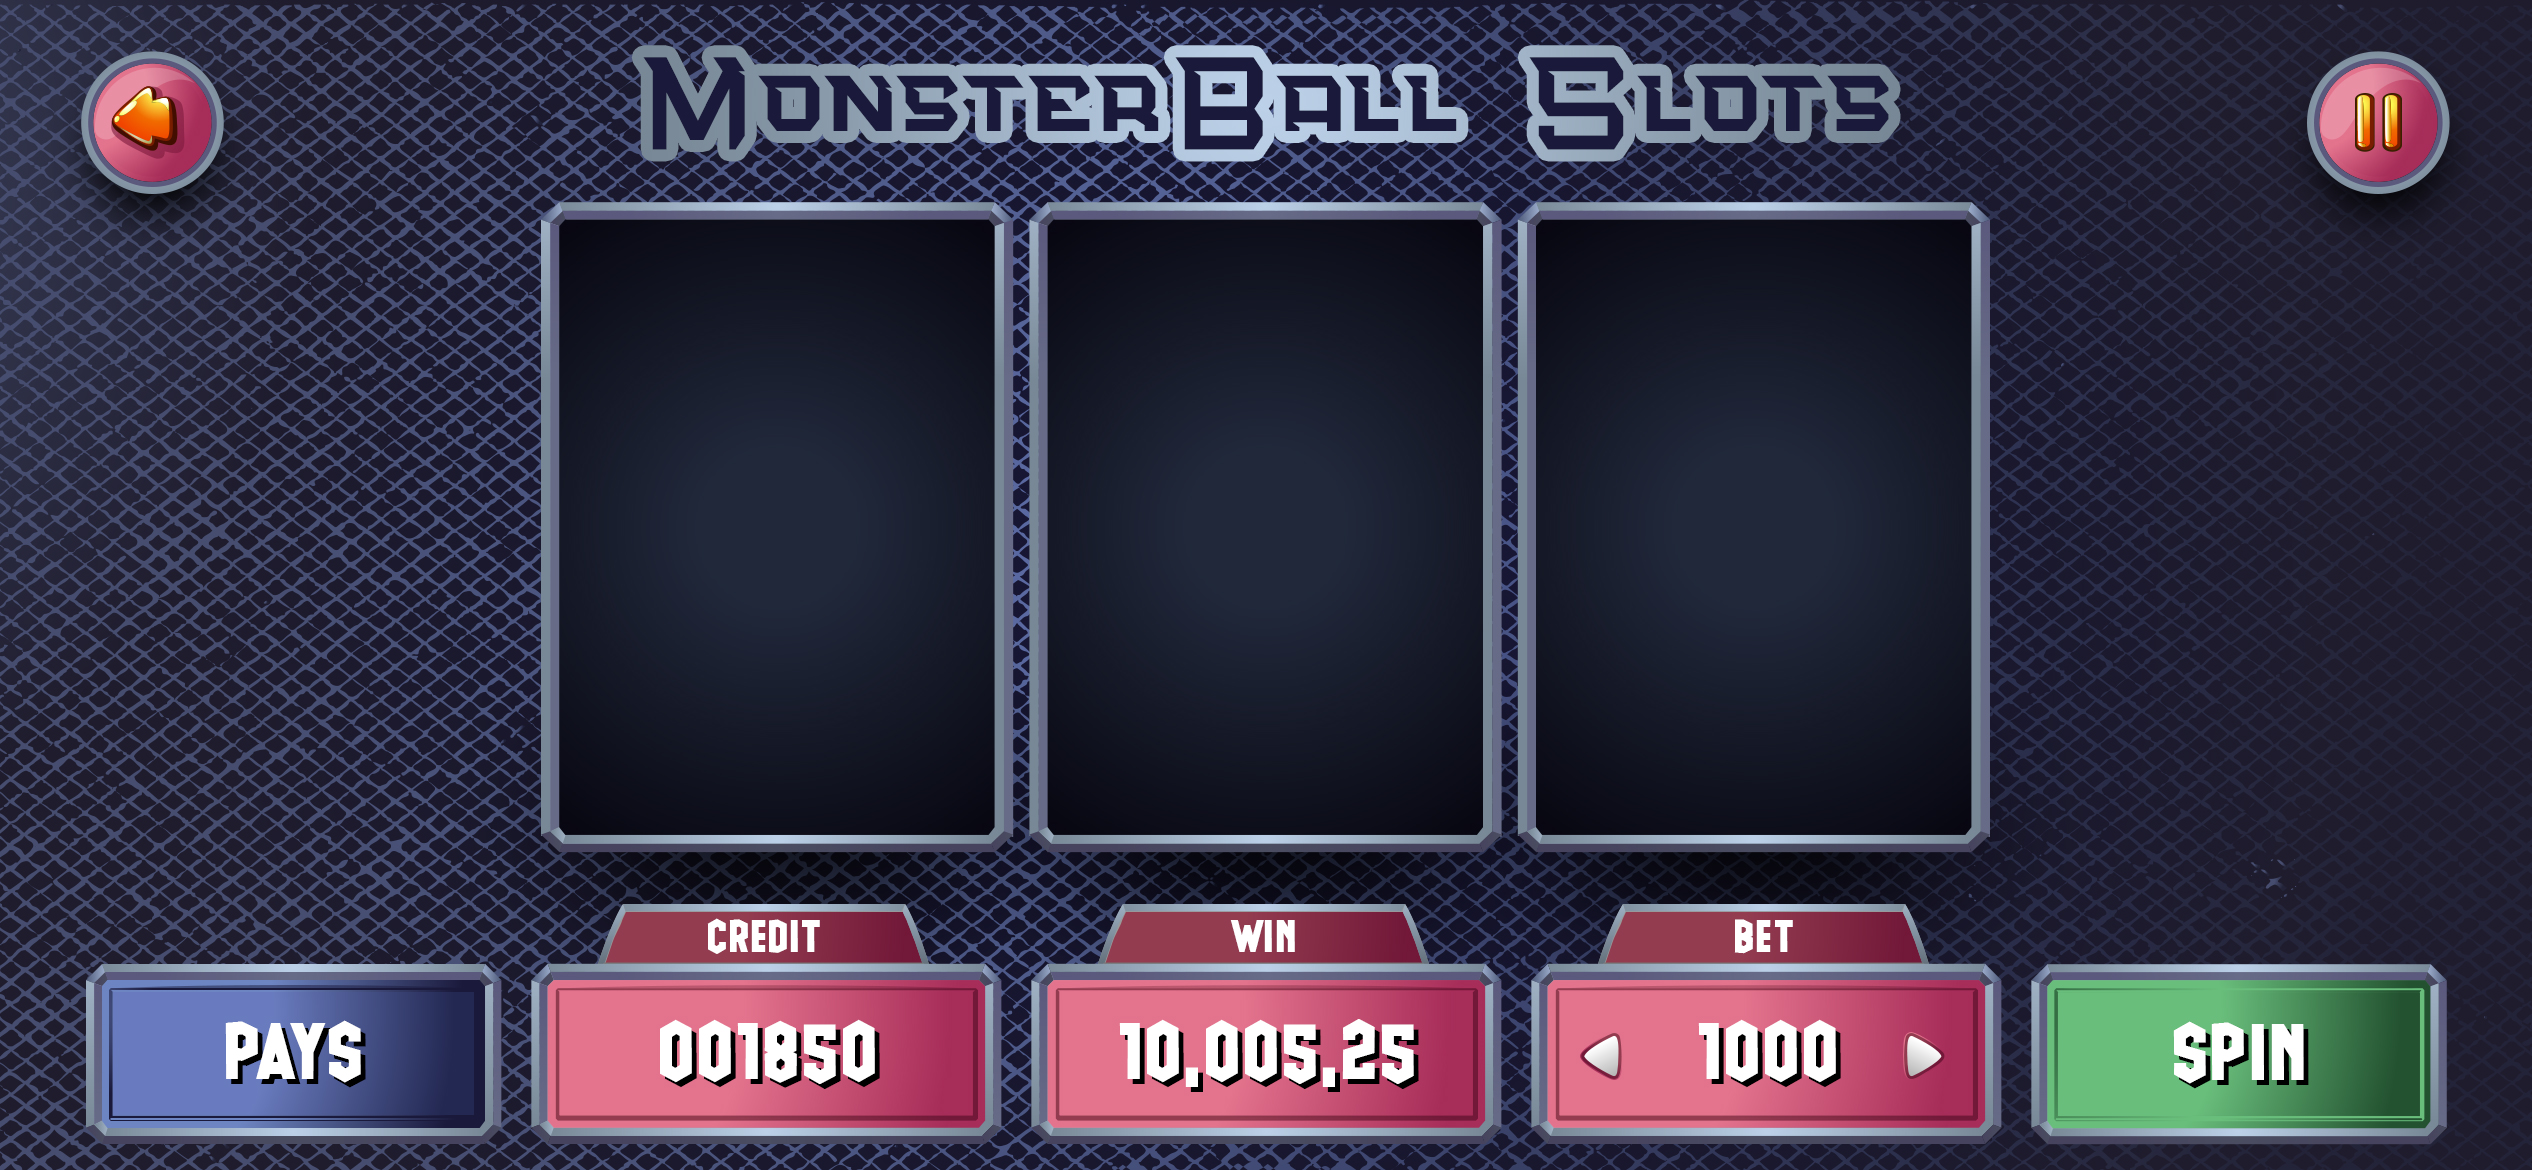 MonsterBall Slots
CREDIT
WIN
BET
PAYS
001850
10,005,25
1000
SPIN